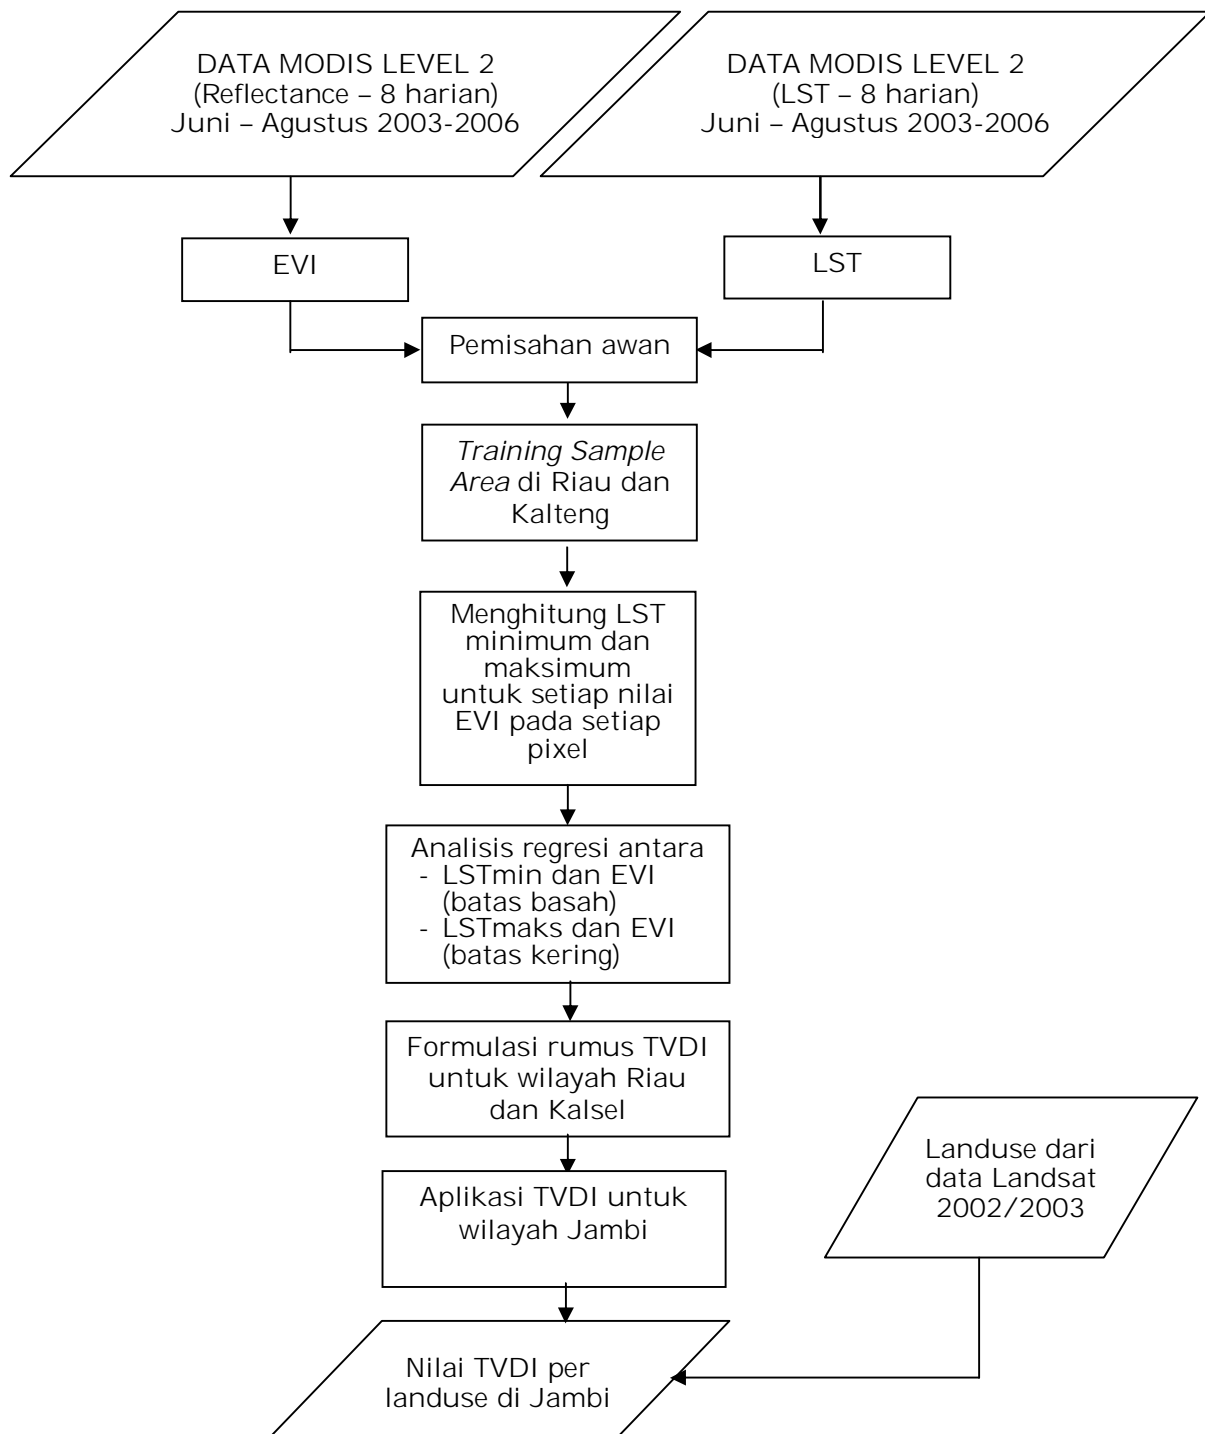 DATA MODIS LEVEL 2
(Reflectance – 8 harian)
Juni – Agustus 2003-2006
DATA MODIS LEVEL 2
(LST – 8 harian)
Juni – Agustus 2003-2006
EVI
LST
Pemisahan awan
Training Sample
Area di Riau dan
Kalteng
Menghitung LST
minimum dan
maksimum
untuk setiap nilai
EVI pada setiap
pixel
Analisis regresi antara
- LSTmin dan EVI
(batas basah)
- LSTmaks dan EVI
(batas kering)
Formulasi rumus TVDI
untuk wilayah Riau
dan Kalsel
Landuse dari
data Landsat
2002/2003
Aplikasi TVDI untuk
wilayah Jambi
Nilai TVDI per
landuse di Jambi